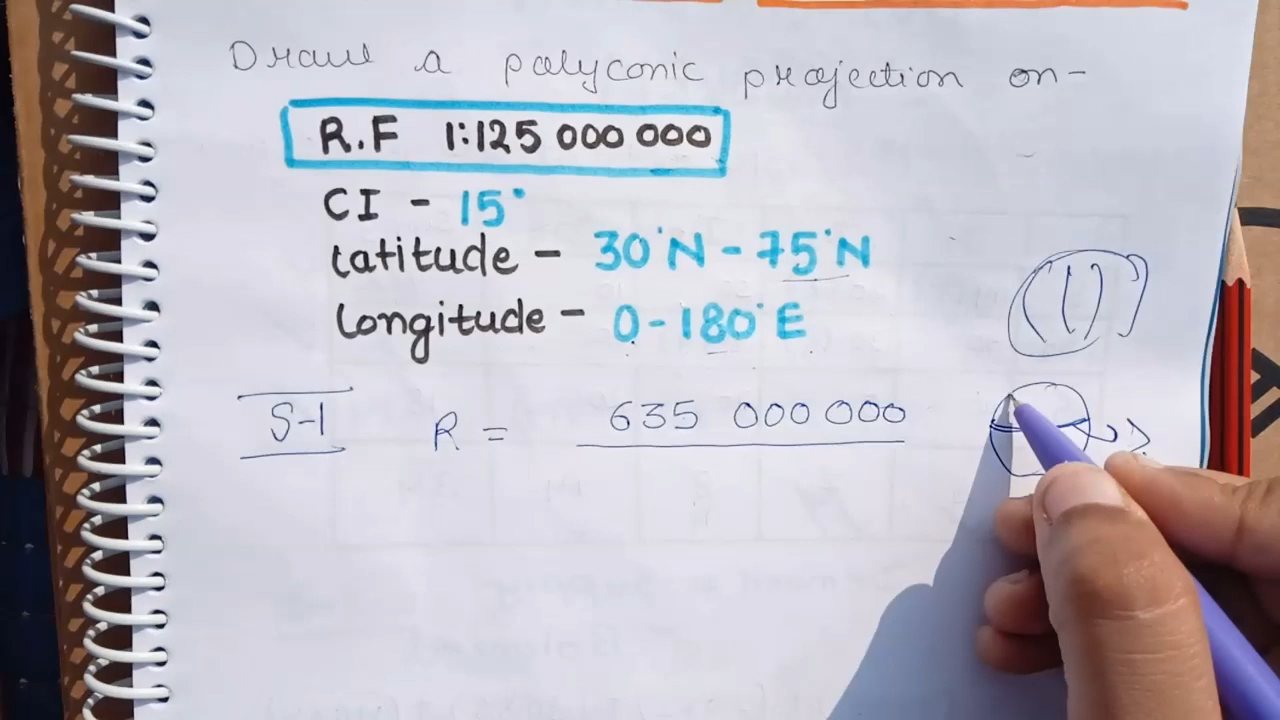 Draw a polyconic projection on-
R.F 1:125 000 000
CI - 15°
latitude - 30°N - 75°N
longitude - 0 - 180°E
S-1 R = 635 000 000